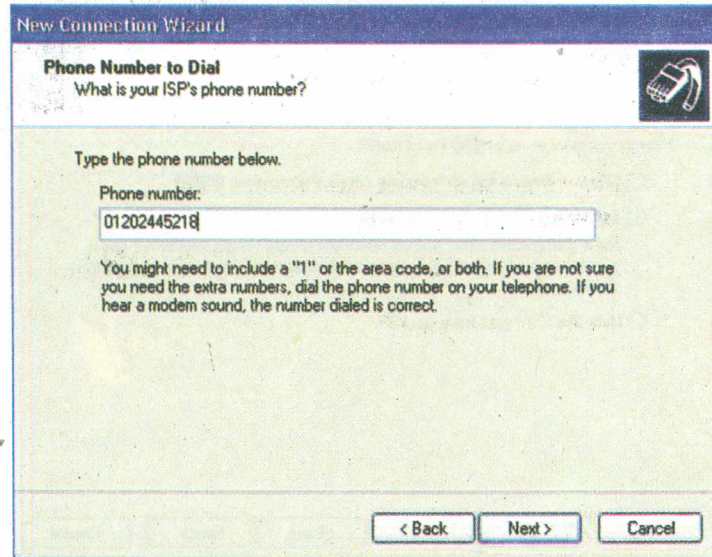 New Connection Wizard
Phone Number to Dial
What is your ISP's phone number?
Type the phone number below.
Phone number:
01202445218
You might need to include a "1" or the area code, or both. If you are not sure
you need the extra numbers, dial the phone number on your telephone. If you
hear a modem sound, the number dialed is correct.
< Back
Next >
Cancel